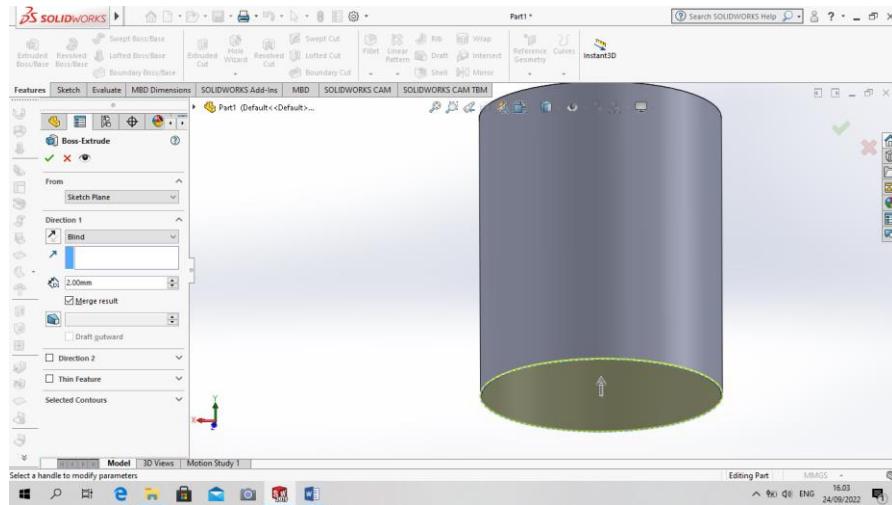 SOLIDWORKS
Part1 *
Search SOLIDWORKS Help
Extruded Boss/Base
Revolved Boss/Base
Swept Boss/Base
Lofted Boss/Base
Boundary Boss/Base
Extruded Cut
Hole Wizard
Revolved Cut
Swept Cut
Lofted Cut
Boundary Cut
Fillet
Linear Pattern
Rib
Draft
Shell
Wrap
Intersect
Mirror
Reference Geometry
Curves
Instant3D
Features
Sketch
Evaluate
MBD Dimensions
SOLIDWORKS Add-Ins
MBD
SOLIDWORKS CAM
SOLIDWORKS CAM TBM
Part1 (Default<<Default>...
Boss-Extrude
From
Sketch Plane
Direction 1
Blind
2.00mm
Merge result
Draft outward
Direction 2
Thin Feature
Selected Contours
Y
X
Model
3D Views
Motion Study 1
Select a handle to modify parameters
Editing Part
MMGS
ENG
16.03
24/09/2022